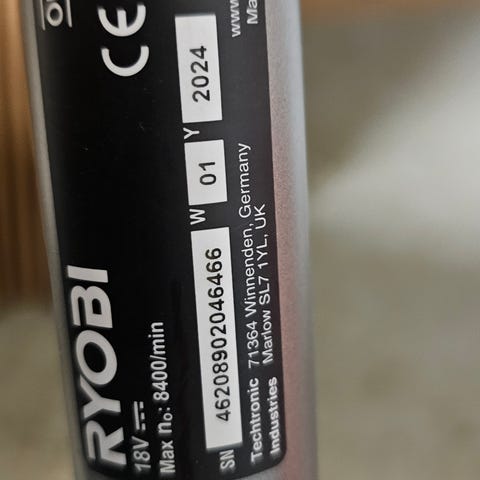 RYOBI
CE
18V ⎓
Max n₀: 8400/min
SN 46208902046466 W 01 Y 2024
Techtronic 71364 Winnenden, Germany
Industries Marlow SL7 1YL, UK